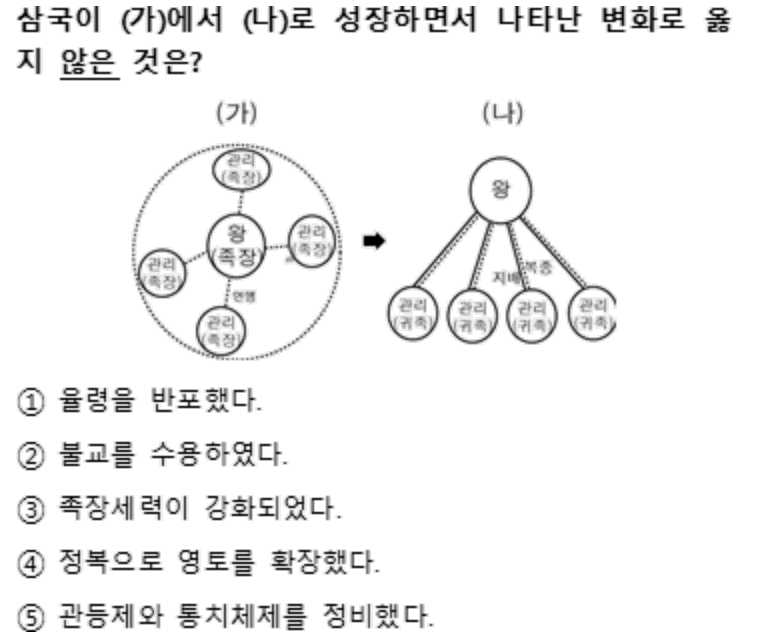 삼국이 (가)에서 (나)로 성장하면서 나타난 변화로 옳
지 않은 것은?
(가)
(나)
관리
(족장)
왕
(족장)
관리
(족장)
관리
(족장)
연맹
관리
(족장)
왕
지배
복종
관리
(귀족)
관리
(귀족)
관리
(귀족)
관리
(귀족)
① 율령을 반포했다.
② 불교를 수용하였다.
③ 족장세력이 강화되었다.
④ 정복으로 영토를 확장했다.
⑤ 관등제와 통치체제를 정비했다.